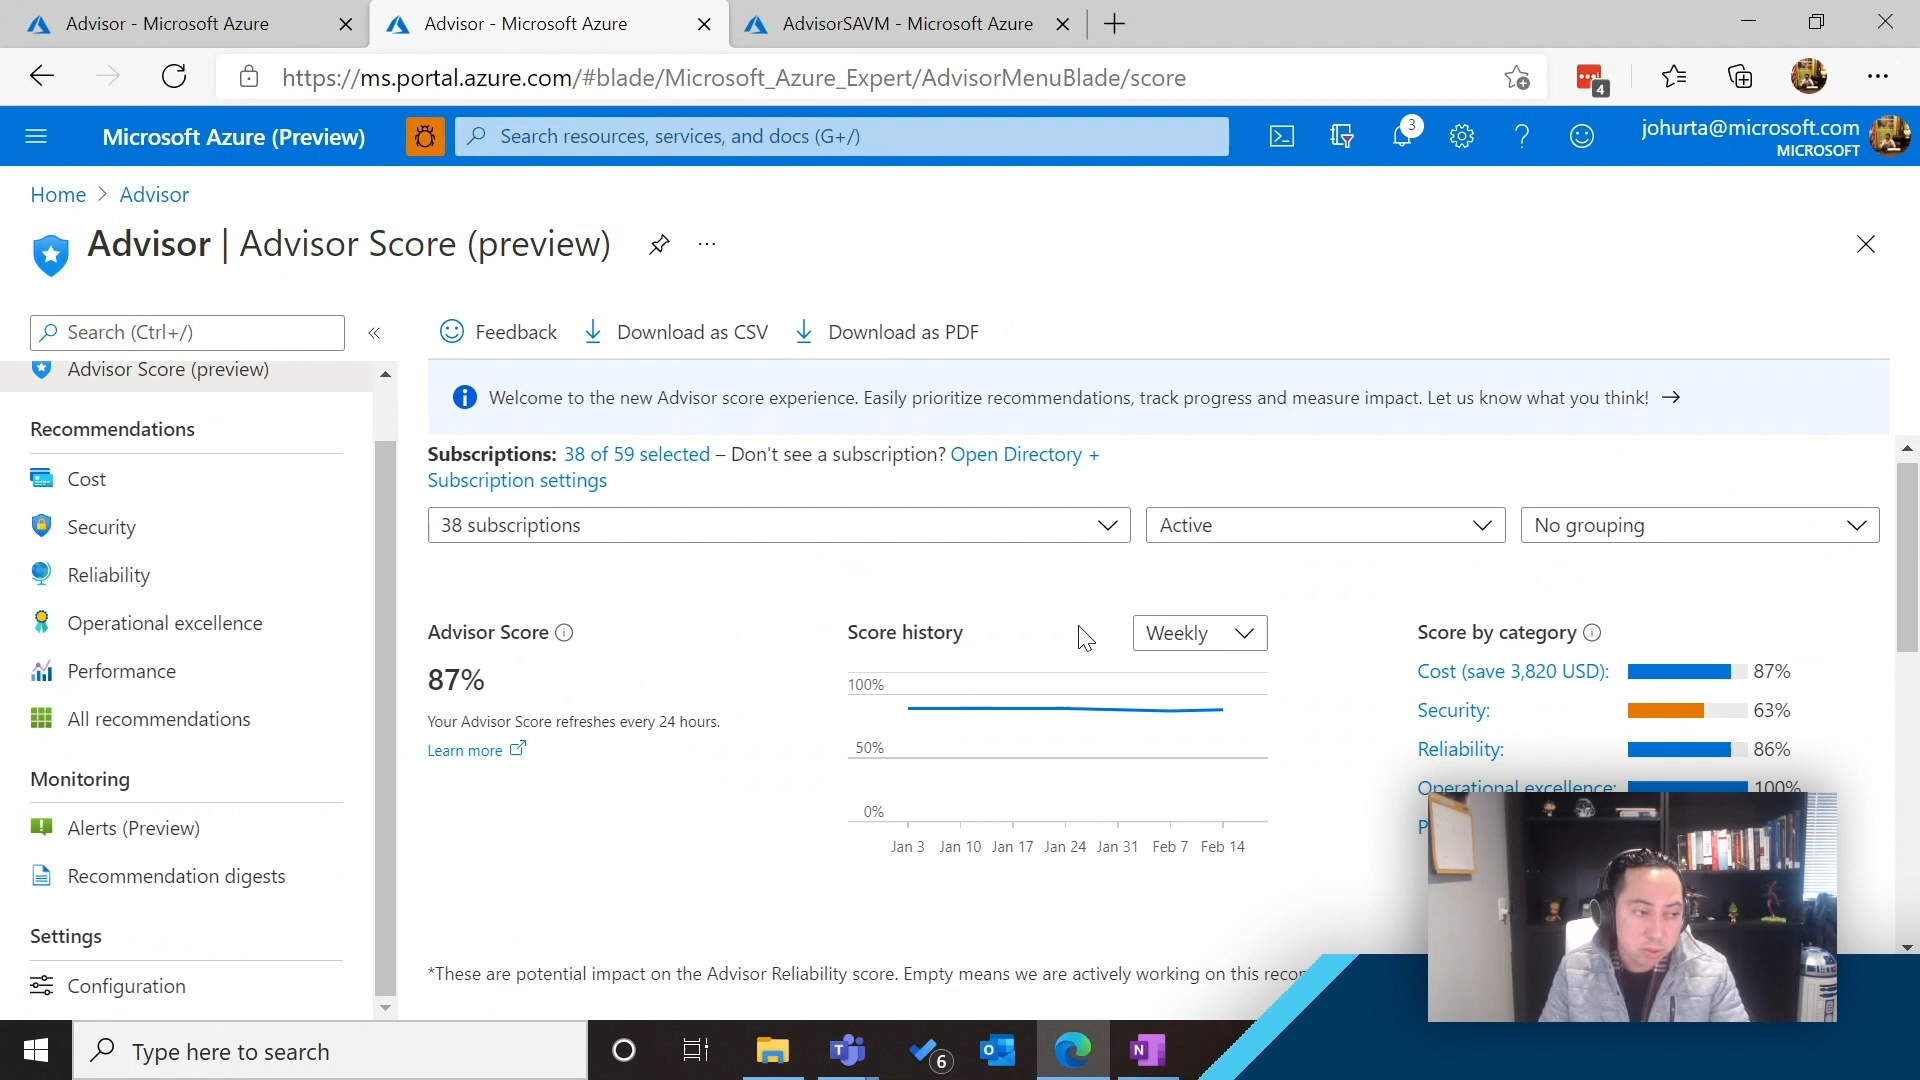 Advisor - Microsoft Azure
Advisor - Microsoft Azure
AdvisorSAVM - Microsoft Azure
https://ms.portal.azure.com/#blade/Microsoft_Azure_Expert/AdvisorMenuBlade/score
4
Microsoft Azure (Preview)
Search resources, services, and docs (G+/)
3
johurta@microsoft.com
MICROSOFT
Home > Advisor
Advisor | Advisor Score (preview)
Search (Ctrl+/)
«
Advisor Score (preview)
Recommendations
Cost
Security
Reliability
Operational excellence
Performance
All recommendations
Monitoring
Alerts (Preview)
Recommendation digests
Settings
Configuration
Feedback
Download as CSV
Download as PDF
Welcome to the new Advisor score experience. Easily prioritize recommendations, track progress and measure impact. Let us know what you think! →
Subscriptions: 38 of 59 selected – Don't see a subscription? Open Directory +
Subscription settings
38 subscriptions
Active
No grouping
Advisor Score
87%
Your Advisor Score refreshes every 24 hours.
Learn more
Score history
Weekly
100%
50%
0%
Jan 3 Jan 10 Jan 17 Jan 24 Jan 31 Feb 7 Feb 14
Score by category
Cost (save 3,820 USD): 87%
Security: 63%
Reliability: 86%
Operational excellence: 100%
P
*These are potential impact on the Advisor Reliability score. Empty means we are actively working on this
Type here to search
6